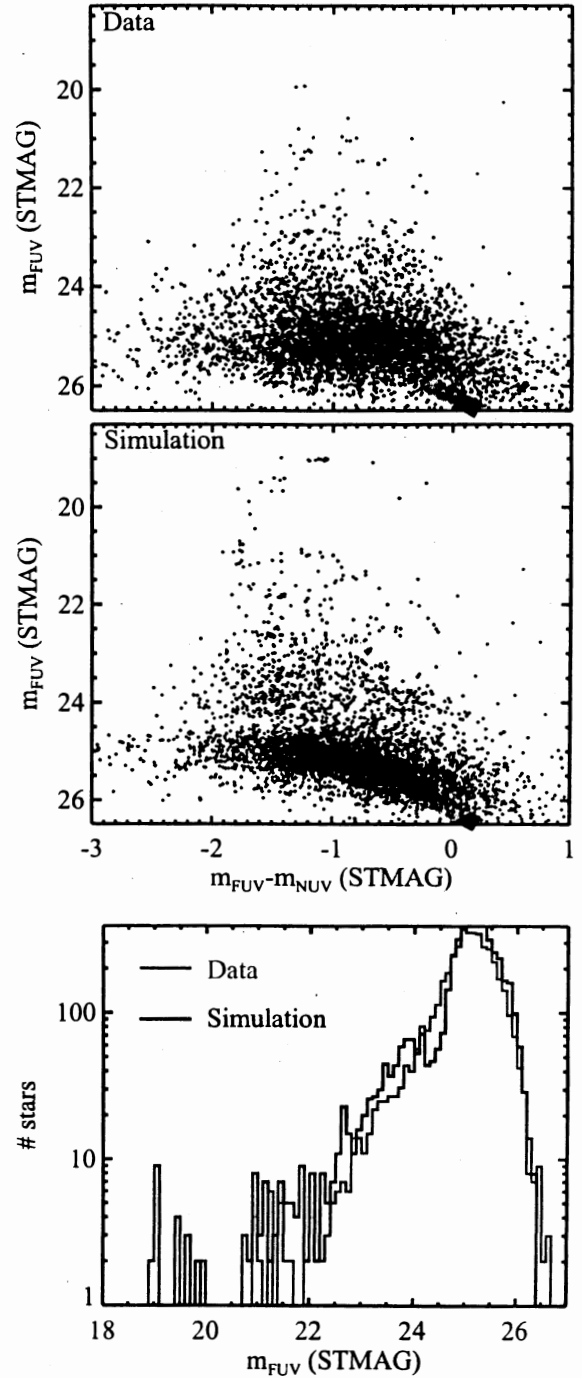 Data
20
22
24
26
m_FUV (STMAG)
Simulation
20
22
24
26
m_FUV (STMAG)
-3 -2 -1 0 1
m_FUV-m_NUV (STMAG)
Data
Simulation
100
10
1
# stars
18 20 22 24 26
m_FUV (STMAG)